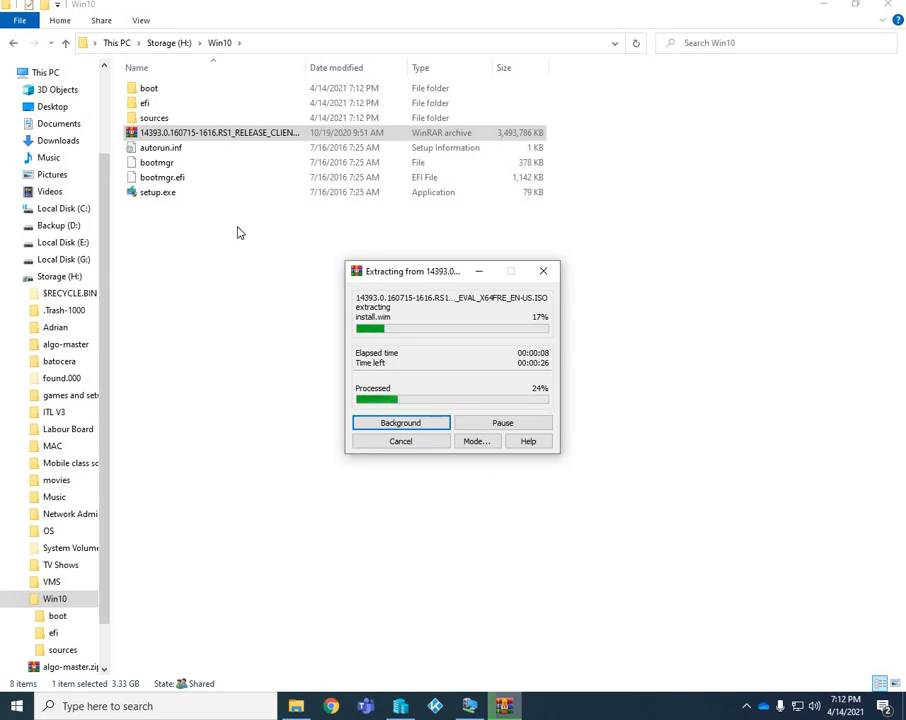 Win10
File
Home
Share
View
This PC
Storage (H:)
Win10
Search Win10
Name
Date modified
Type
Size
boot
4/14/2021 7:12 PM
File folder
efi
4/14/2021 7:12 PM
File folder
sources
4/14/2021 7:12 PM
File folder
14393.0.160715-1616.RS1_RELEASE_CLIEN...
10/19/2020 9:51 AM
WinRAR archive
3,493,786 KB
autorun.inf
7/16/2016 7:25 AM
Setup Information
1 KB
bootmgr
7/16/2016 7:25 AM
File
378 KB
bootmgr.efi
7/16/2016 7:25 AM
EFI File
1,142 KB
setup.exe
7/16/2016 7:25 AM
Application
79 KB
This PC
3D Objects
Desktop
Documents
Downloads
Music
Pictures
Videos
Local Disk (C:)
Backup (D:)
Local Disk (E:)
Local Disk (G:)
Storage (H:)
$RECYCLE.BIN
.Trash-1000
Adrian
algo-master
batocera
found.000
games and set
ITL V3
Labour Board
MAC
Mobile class sc
movies
Music
Network Admi
OS
System Volume
TV Shows
VMS
Win10
boot
efi
sources
algo-master.zip
Extracting from 14393.0...
14393.0.160715-1616.RS1..._EVAL_X64FRE_EN-US.ISO
extracting
install.wim
17%
Elapsed time
00:00:08
Time left
00:00:26
Processed
24%
Background
Pause
Cancel
Mode...
Help
8 items
1 item selected 3.33 GB
State:
Shared
Type here to search
7:12 PM
4/14/2021
2